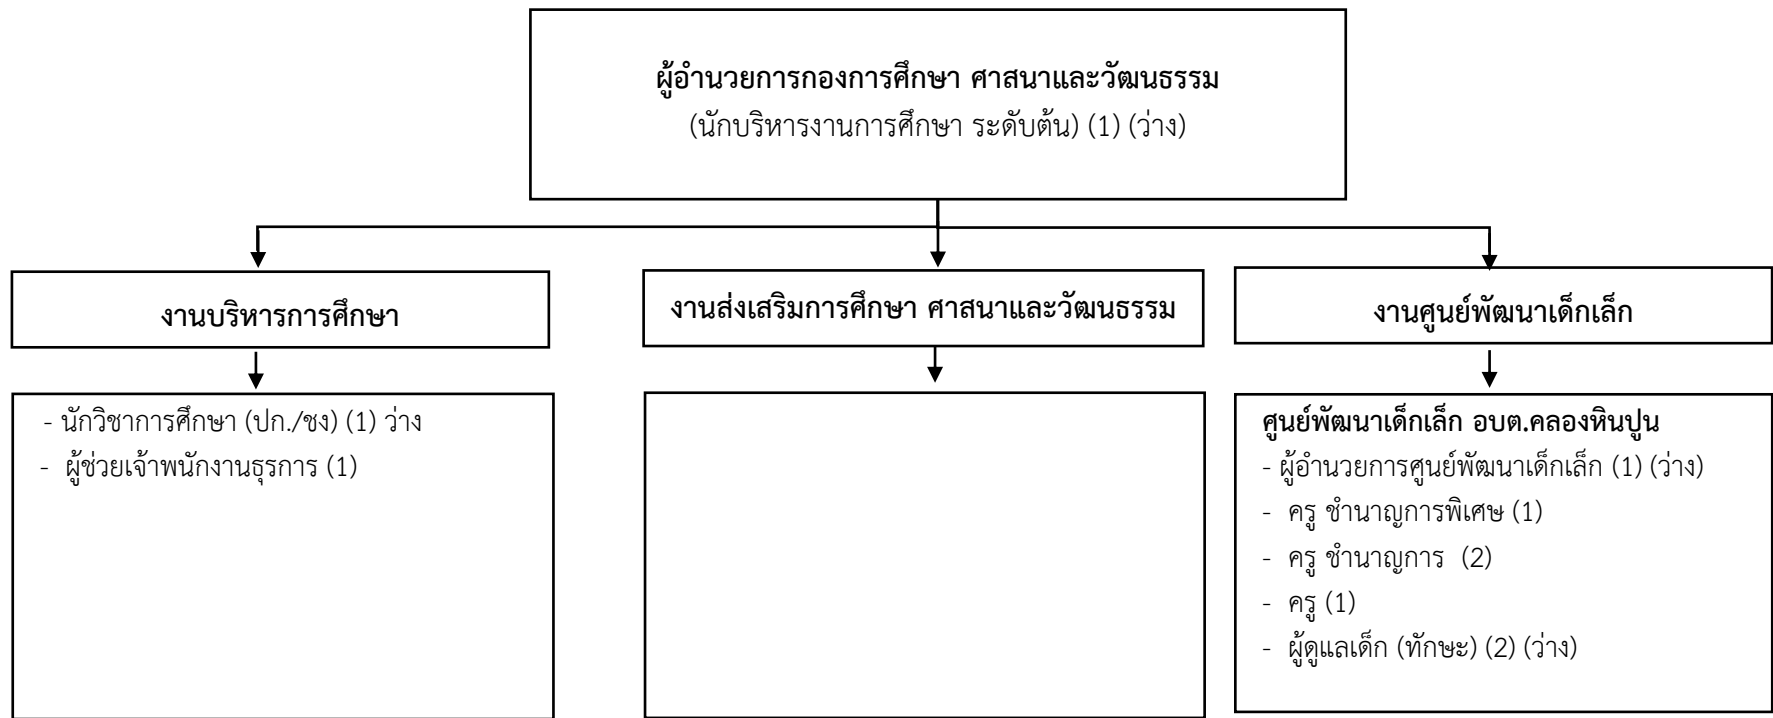 ผู้อำนวยการกองการศึกษา ศาสนาและวัฒนธรรม
(นักบริหารงานการศึกษา ระดับต้น) (1) (ว่าง)
งานบริหารการศึกษา
งานส่งเสริมการศึกษา ศาสนาและวัฒนธรรม
งานศูนย์พัฒนาเด็กเล็ก
- นักวิชาการศึกษา (ปก./ชง) (1) ว่าง
- ผู้ช่วยเจ้าพนักงานธุรการ (1)
ศูนย์พัฒนาเด็กเล็ก อบต.คลองหินปูน
- ผู้อำนวยการศูนย์พัฒนาเด็กเล็ก (1) (ว่าง)
- ครู ชำนาญการพิเศษ (1)
- ครู ชำนาญการ (2)
- ครู (1)
- ผู้ดูแลเด็ก (ทักษะ) (2) (ว่าง)